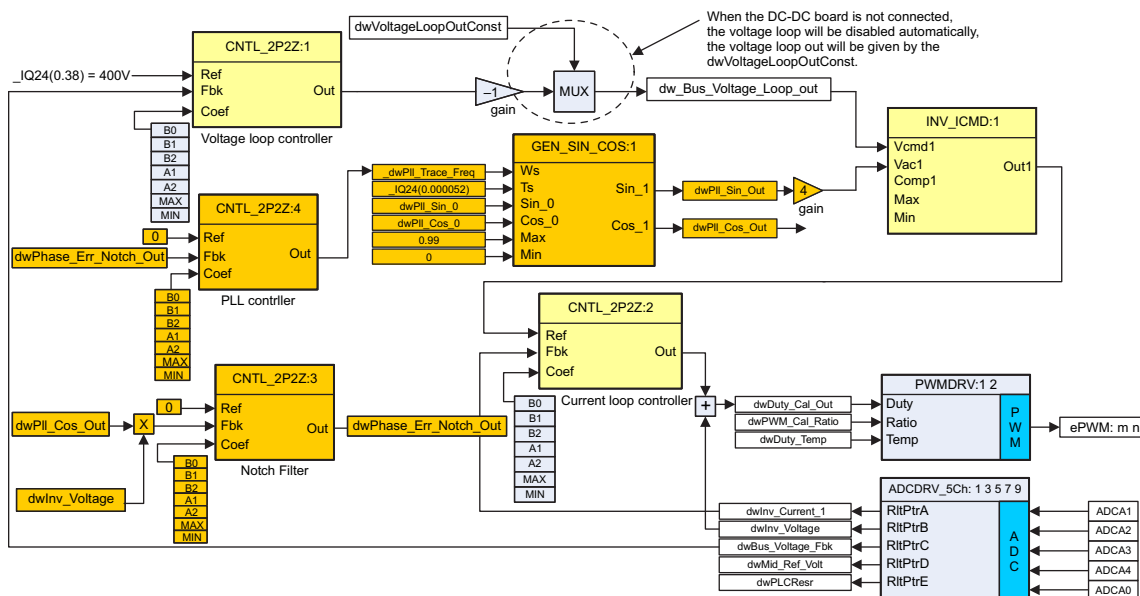 When the DC-DC board is not connected,
the voltage loop will be disabled automatically,
the voltage loop out will be given by the
dwVoltageLoopOutConst.
dwVoltageLoopOutConst
CNTL_2P2Z:1
_IQ24(0.38) = 400V
Ref
Fbk
Coef
Out
Voltage loop controller
B0
B1
B2
A1
A2
MAX
MIN
–1
gain
MUX
dw_Bus_Voltage_Loop_out
INV_ICMD:1
Vcmd1
Vac1
Comp1
Max
Min
Out1
GEN_SIN_COS:1
_dwPll_Trace_Freq
_IQ24(0.000052)
dwPll_Sin_0
dwPll_Cos_0
0.99
0
Ws
Ts
Sin_0
Cos_0
Max
Min
Sin_1
Cos_1
dwPll_Sin_Out
dwPll_Cos_Out
4
gain
CNTL_2P2Z:4
0
dwPhase_Err_Notch_Out
Ref
Fbk
Coef
Out
PLL contrller
B0
B1
B2
A1
A2
MAX
MIN
CNTL_2P2Z:2
Ref
Fbk
Coef
Out
Current loop controller
B0
B1
B2
A1
A2
MAX
MIN
CNTL_2P2Z:3
0
dwPll_Cos_Out
X
dwInv_Voltage
Ref
Fbk
Coef
Out
Notch Filter
B0
B1
B2
A1
A2
MAX
MIN
dwPhase_Err_Notch_Out
+
dwDuty_Cal_Out
dwPWM_Cal_Ratio
dwDuty_Temp
PWMDRV:1 2
Duty
Ratio
Temp
P
W
M
ePWM: m n
ADCDRV_5Ch: 1 3 5 7 9
dwInv_Current_1
dwInv_Voltage
dwBus_Voltage_Fbk
dwMid_Ref_Volt
dwPLCResr
RltPtrA
RltPtrB
RltPtrC
RltPtrD
RltPtrE
A
D
C
ADCA1
ADCA2
ADCA3
ADCA4
ADCA0